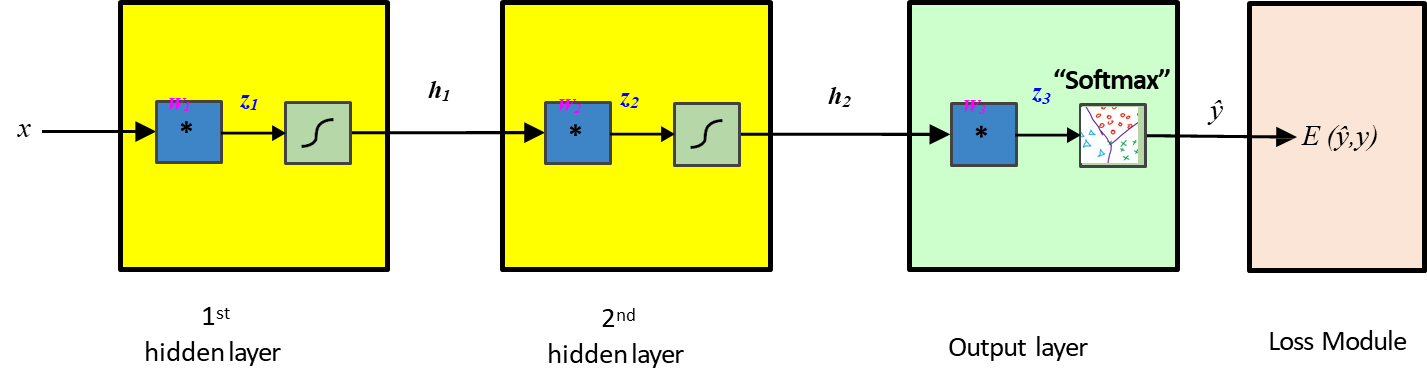 x
w₁
*
z₁
h₁
w₂
*
z₂
h₂
w₃
*
z₃
“Softmax”
ŷ
E (ŷ,y)
1st
hidden layer
2nd
hidden layer
Output layer
Loss Module